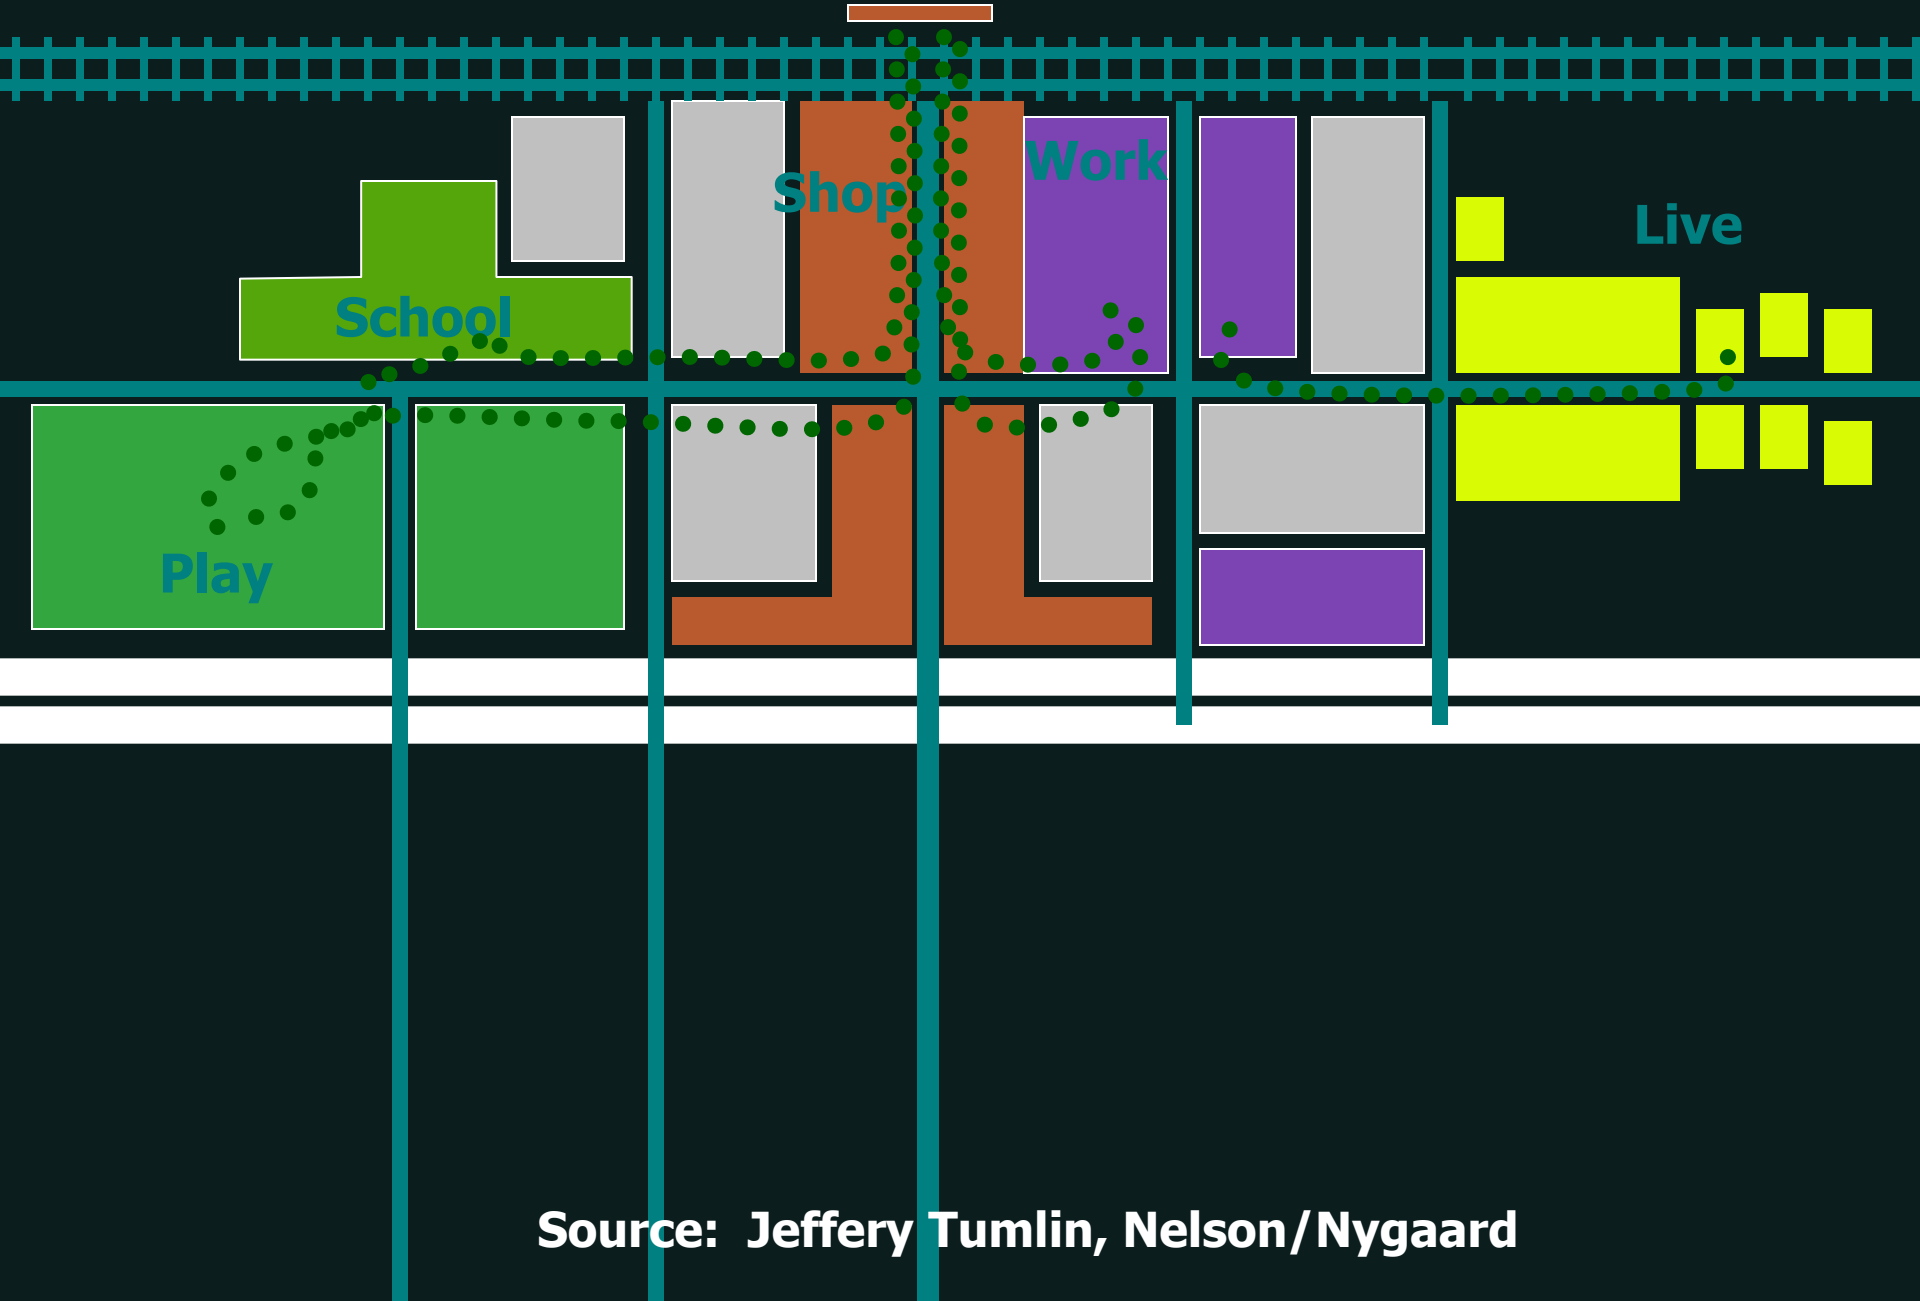 Work
Shop
Live
School
Play
Source:  Jeffery Tumlin, Nelson/Nygaard